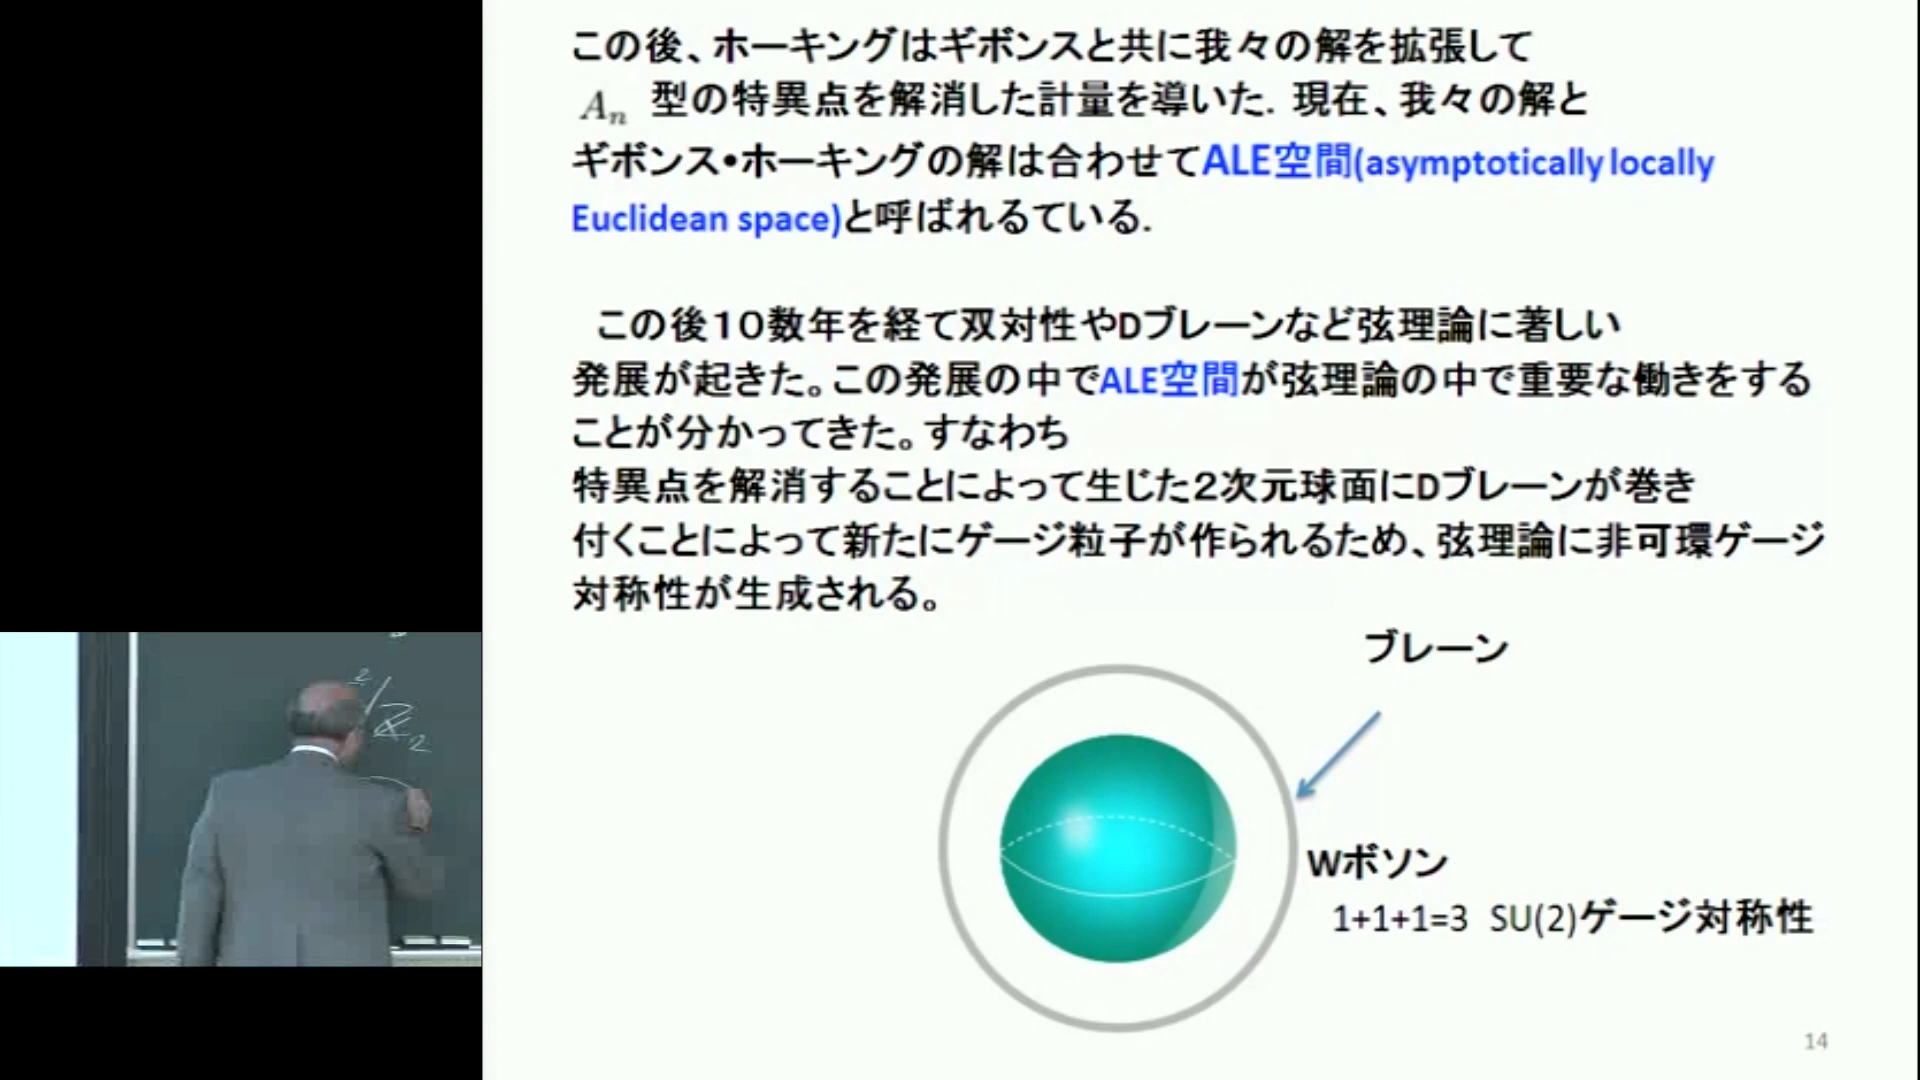 この後、ホーキングはギボンスと共に我々の解を拡張して
Aₙ 型の特異点を解消した計量を導いた. 現在、我々の解と
ギボンス•ホーキングの解は合わせてALE空間(asymptotically locally
Euclidean space)と呼ばれるている.
この後１０数年を経て双対性やDブレーンなど弦理論に著しい
発展が起きた。この発展の中でALE空間が弦理論の中で重要な働きをする
ことが分かってきた。すなわち
特異点を解消することによって生じた２次元球面にDブレーンが巻き
付くことによって新たにゲージ粒子が作られるため、弦理論に非可環ゲージ
対称性が生成される。
ブレーン
Wボソン
1+1+1=3 SU(2)ゲージ対称性
14
2/Z₂